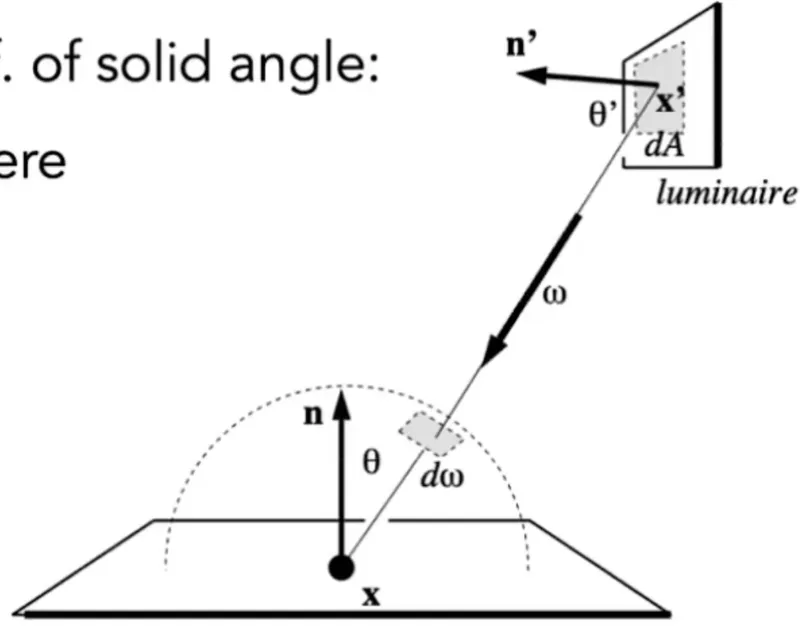 f. of solid angle:
ere
n'
x'
θ'
dA
luminaire
ω
n
θ
dω
x